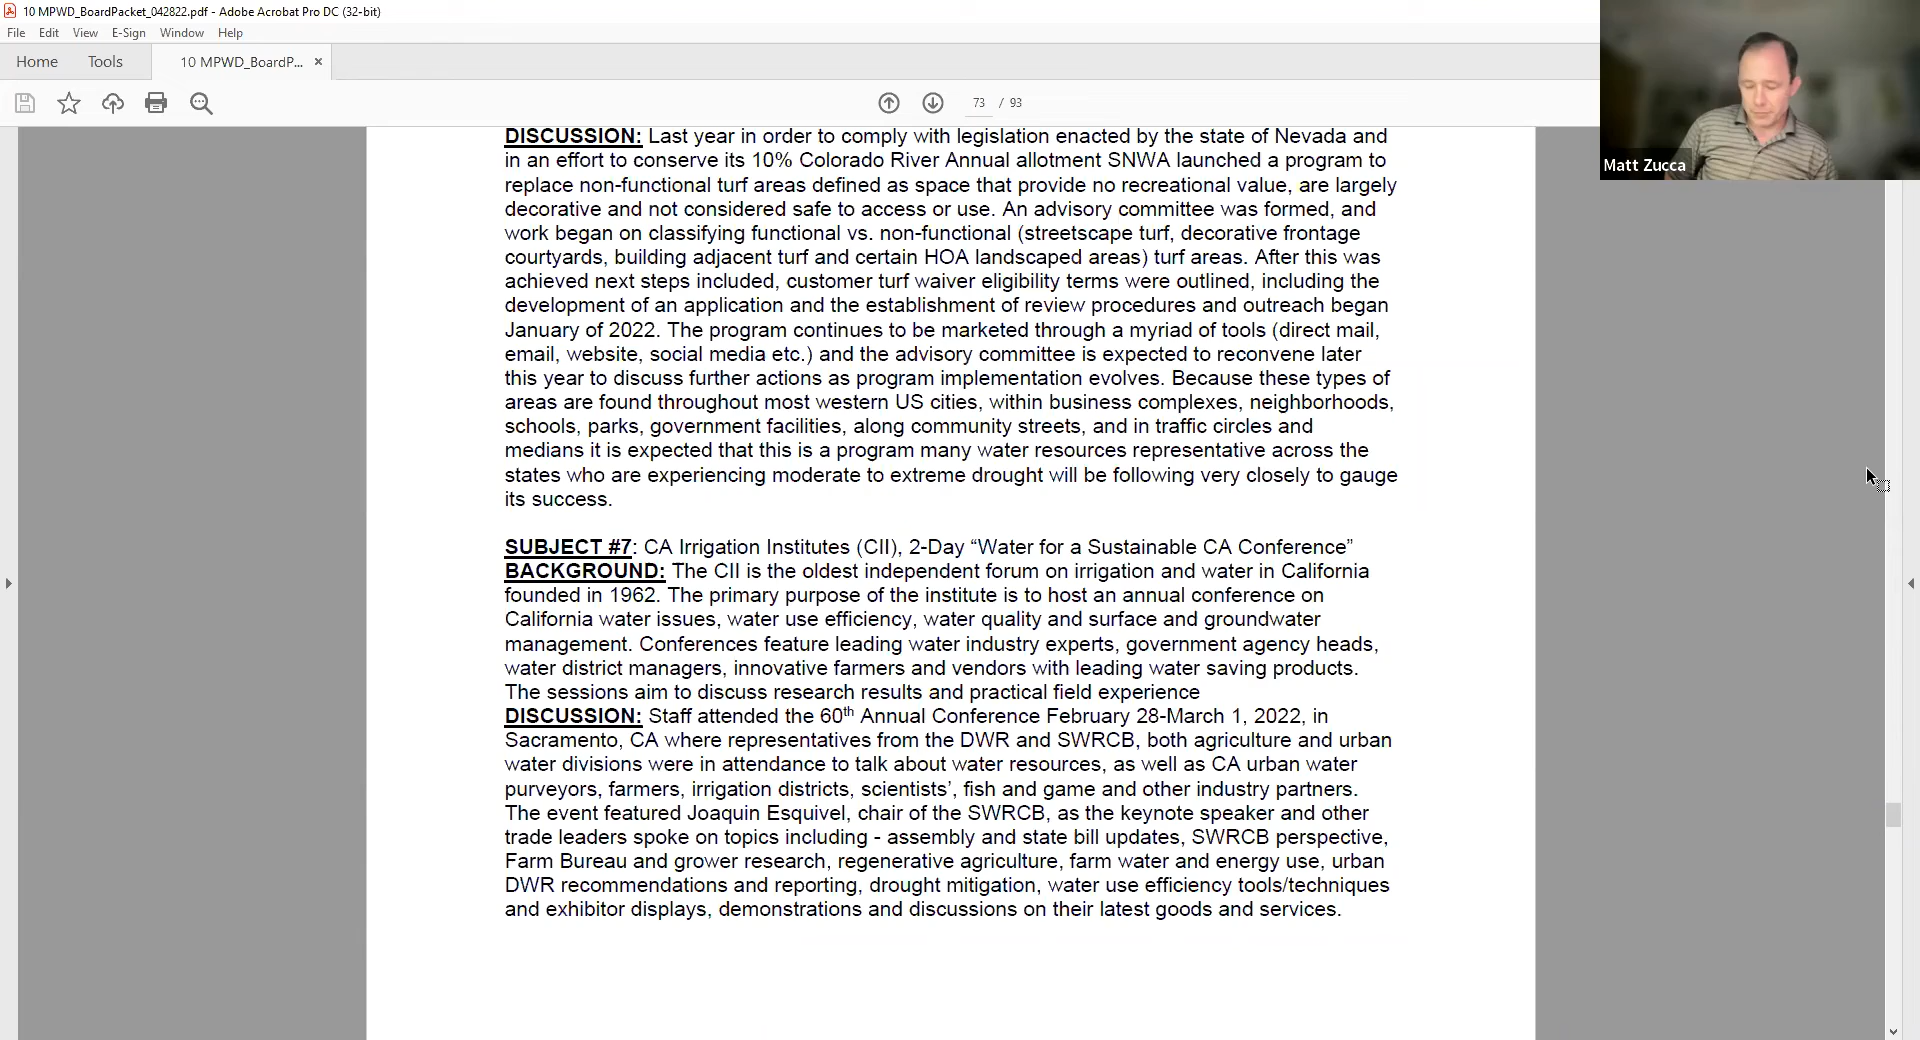 10 MPWD_BoardPacket_042822.pdf - Adobe Acrobat Pro DC (32-bit)
File Edit View E-Sign Window Help
Home Tools 10 MPWD_BoardP... ×
73 / 93
Matt Zucca
DISCUSSION: Last year in order to comply with legislation enacted by the state of Nevada and
in an effort to conserve its 10% Colorado River Annual allotment SNWA launched a program to
replace non-functional turf areas defined as space that provide no recreational value, are largely
decorative and not considered safe to access or use. An advisory committee was formed, and
work began on classifying functional vs. non-functional (streetscape turf, decorative frontage
courtyards, building adjacent turf and certain HOA landscaped areas) turf areas. After this was
achieved next steps included, customer turf waiver eligibility terms were outlined, including the
development of an application and the establishment of review procedures and outreach began
January of 2022. The program continues to be marketed through a myriad of tools (direct mail,
email, website, social media etc.) and the advisory committee is expected to reconvene later
this year to discuss further actions as program implementation evolves. Because these types of
areas are found throughout most western US cities, within business complexes, neighborhoods,
schools, parks, government facilities, along community streets, and in traffic circles and
medians it is expected that this is a program many water resources representative across the
states who are experiencing moderate to extreme drought will be following very closely to gauge
its success.
SUBJECT #7: CA Irrigation Institutes (CII), 2-Day “Water for a Sustainable CA Conference”
BACKGROUND: The CII is the oldest independent forum on irrigation and water in California
founded in 1962. The primary purpose of the institute is to host an annual conference on
California water issues, water use efficiency, water quality and surface and groundwater
management. Conferences feature leading water industry experts, government agency heads,
water district managers, innovative farmers and vendors with leading water saving products.
The sessions aim to discuss research results and practical field experience
DISCUSSION: Staff attended the 60th Annual Conference February 28-March 1, 2022, in
Sacramento, CA where representatives from the DWR and SWRCB, both agriculture and urban
water divisions were in attendance to talk about water resources, as well as CA urban water
purveyors, farmers, irrigation districts, scientists’, fish and game and other industry partners.
The event featured Joaquin Esquivel, chair of the SWRCB, as the keynote speaker and other
trade leaders spoke on topics including - assembly and state bill updates, SWRCB perspective,
Farm Bureau and grower research, regenerative agriculture, farm water and energy use, urban
DWR recommendations and reporting, drought mitigation, water use efficiency tools/techniques
and exhibitor displays, demonstrations and discussions on their latest goods and services.